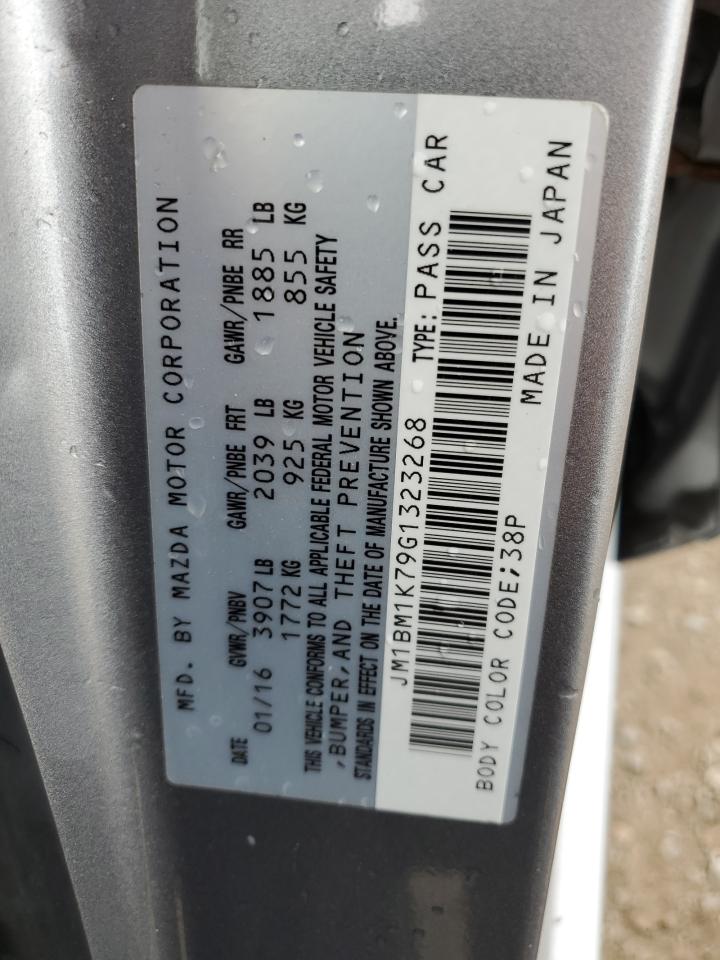 MFD. BY MAZDA MOTOR CORPORATION
DATE GVWR/PNBV GAWR/PNBE FRT GAWR/PNBE RR
01/16 3907 LB 2039 LB 1885 LB
1772 KG 925 KG 855 KG
THIS VEHICLE CONFORMS TO ALL APPLICABLE FEDERAL MOTOR VEHICLE SAFETY
,BUMPER,AND THEFT PREVENTION
STANDARDS IN EFFECT ON THE DATE OF MANUFACTURE SHOWN ABOVE.
JM1BM1K79G1323268 TYPE: PASS CAR
BODY COLOR CODE;38P MADE IN JAPAN